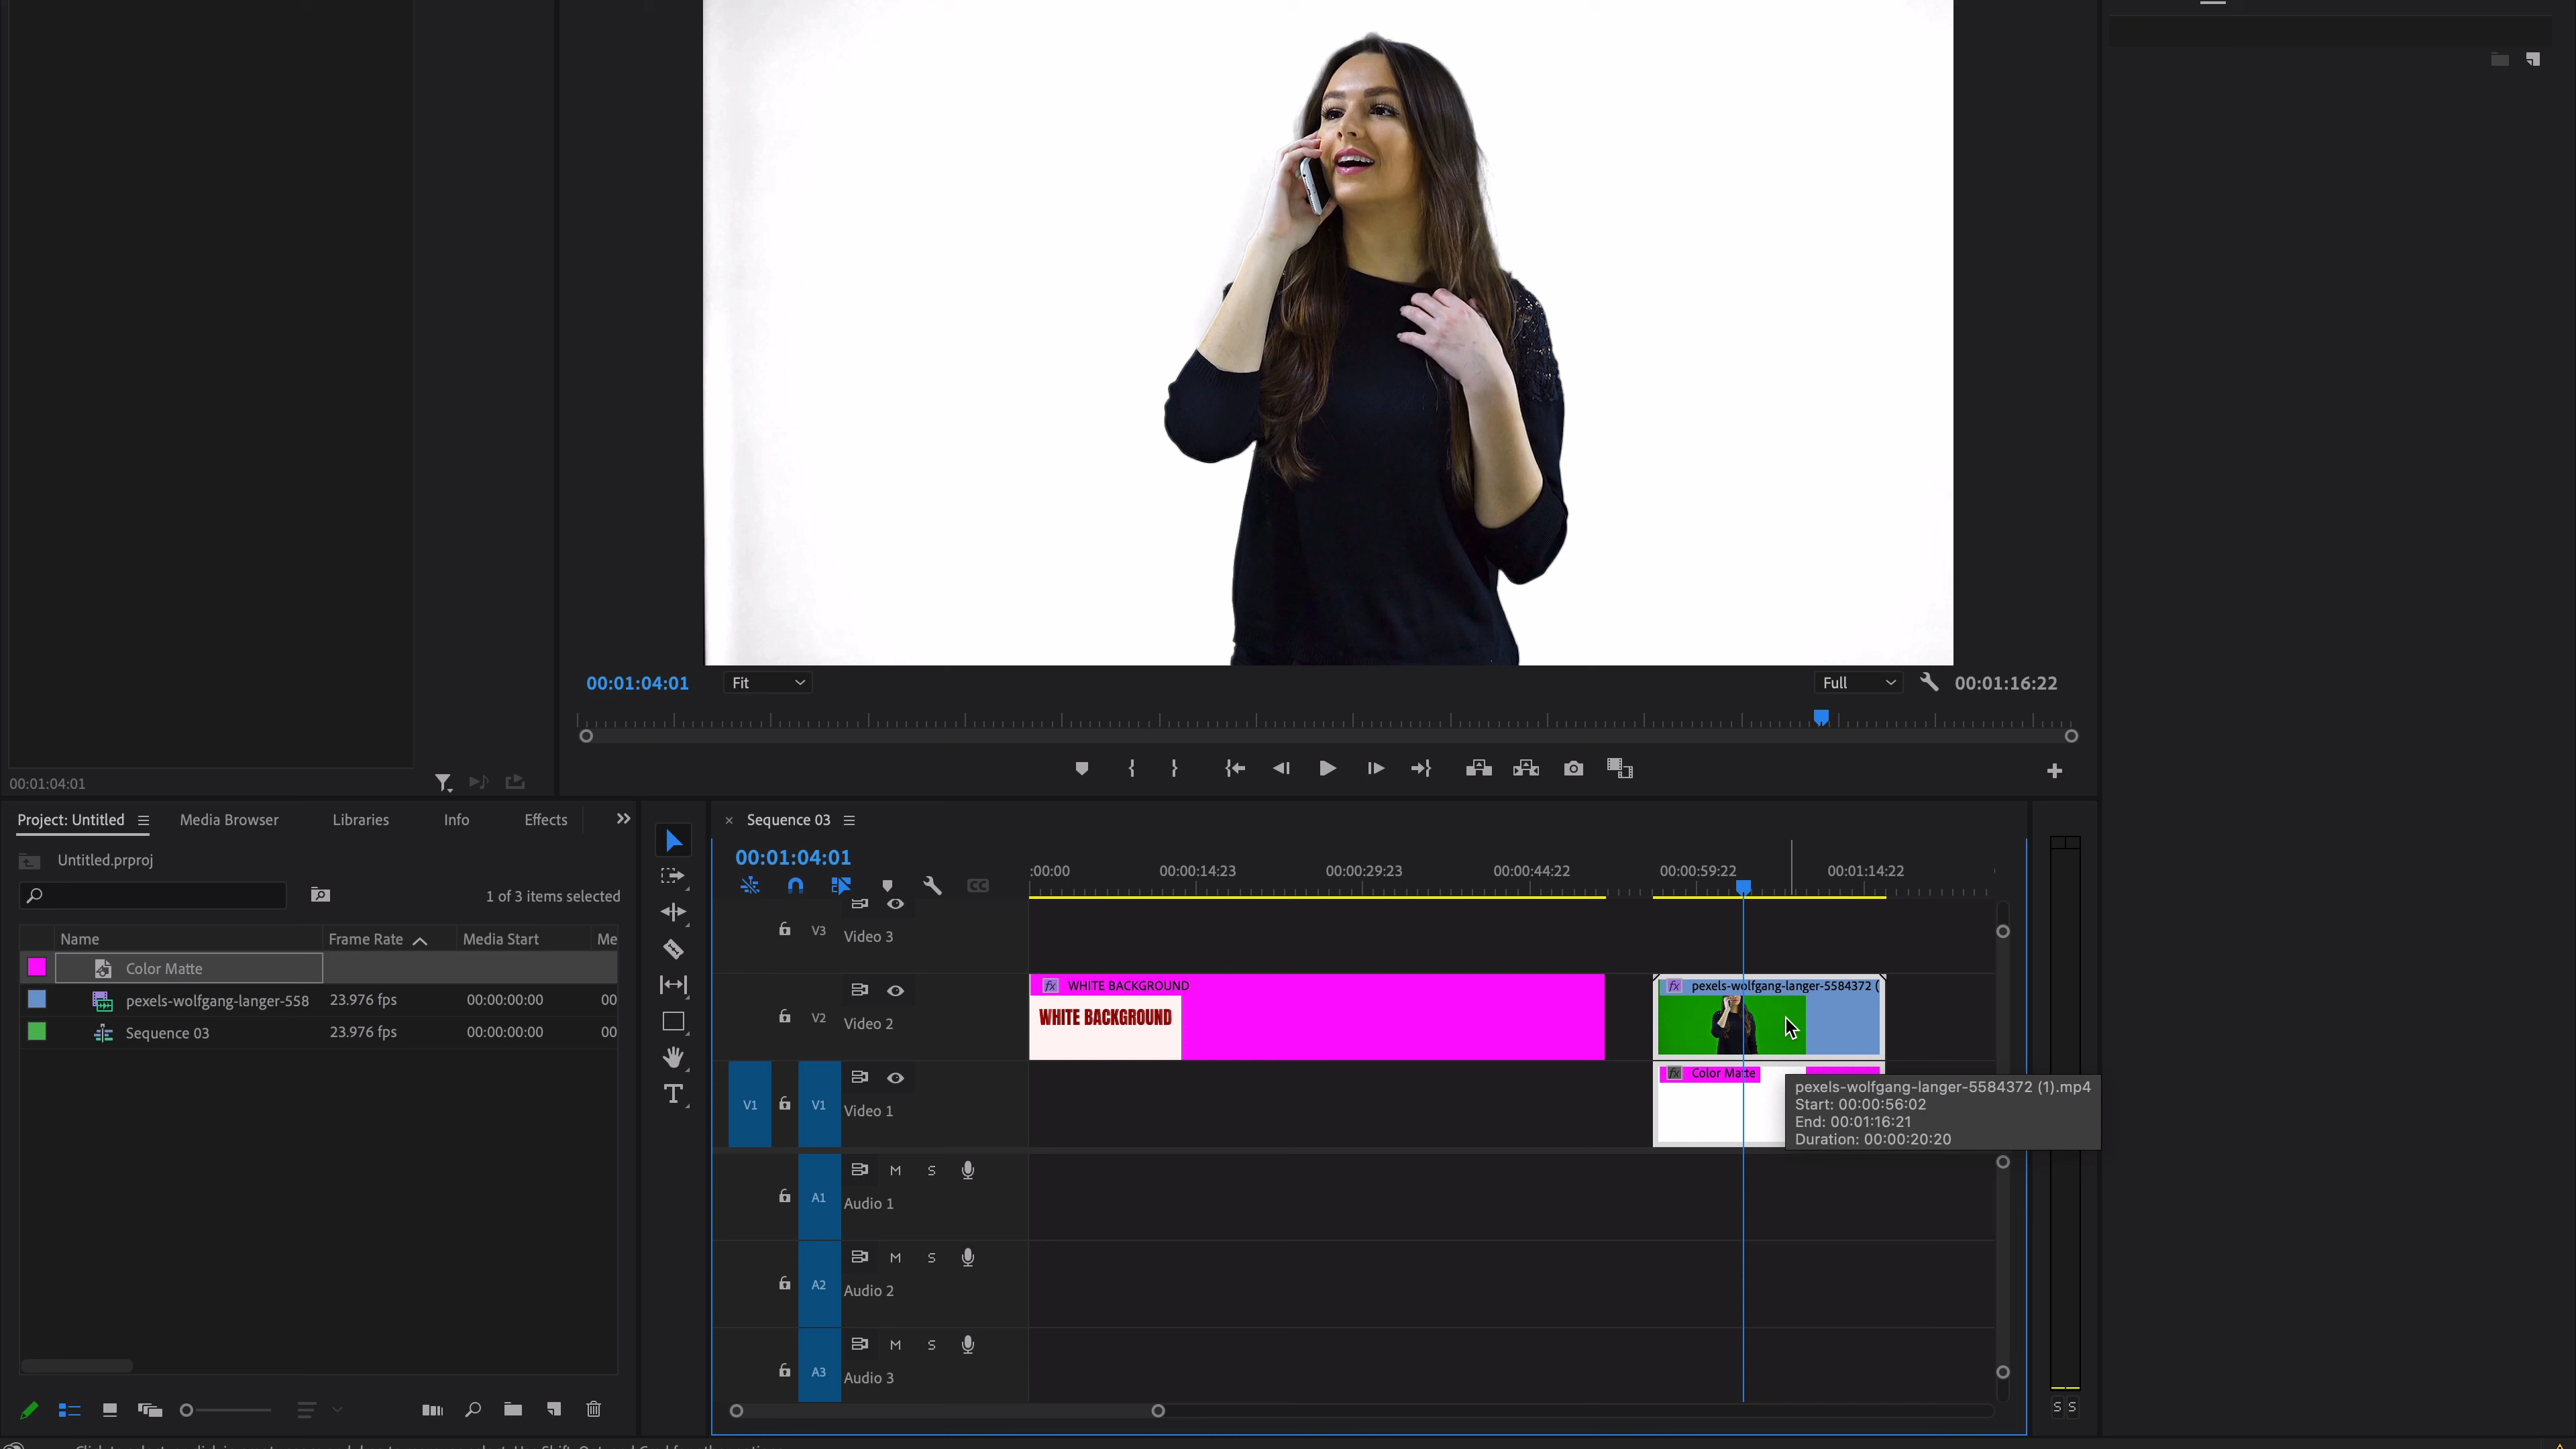 00:01:04:01
Fit
Full
00:01:16:22
00:01:04:01
Project: Untitled
Media Browser
Libraries
Info
Effects
Untitled.prproj
1 of 3 items selected
Name
Frame Rate
Media Start
Me
Color Matte
pexels-wolfgang-langer-558
23.976 fps
00:00:00:00
00
Sequence 03
23.976 fps
00:00:00:00
00
Sequence 03
00:01:04:01
:00:00
00:00:14:23
00:00:29:23
00:00:44:22
00:00:59:22
00:01:14:22
CC
V3
Video 3
WHITE BACKGROUND
fx
WHITE BACKGROUND
fx
pexels-wolfgang-langer-5584372 (
V2
Video 2
fx
Color Matte
V1
V1
Video 1
pexels-wolfgang-langer-5584372 (1).mp4
Start: 00:00:56:02
End: 00:01:16:21
Duration: 00:00:20:20
M
S
A1
Audio 1
M
S
A2
Audio 2
M
S
A3
Audio 3
S S